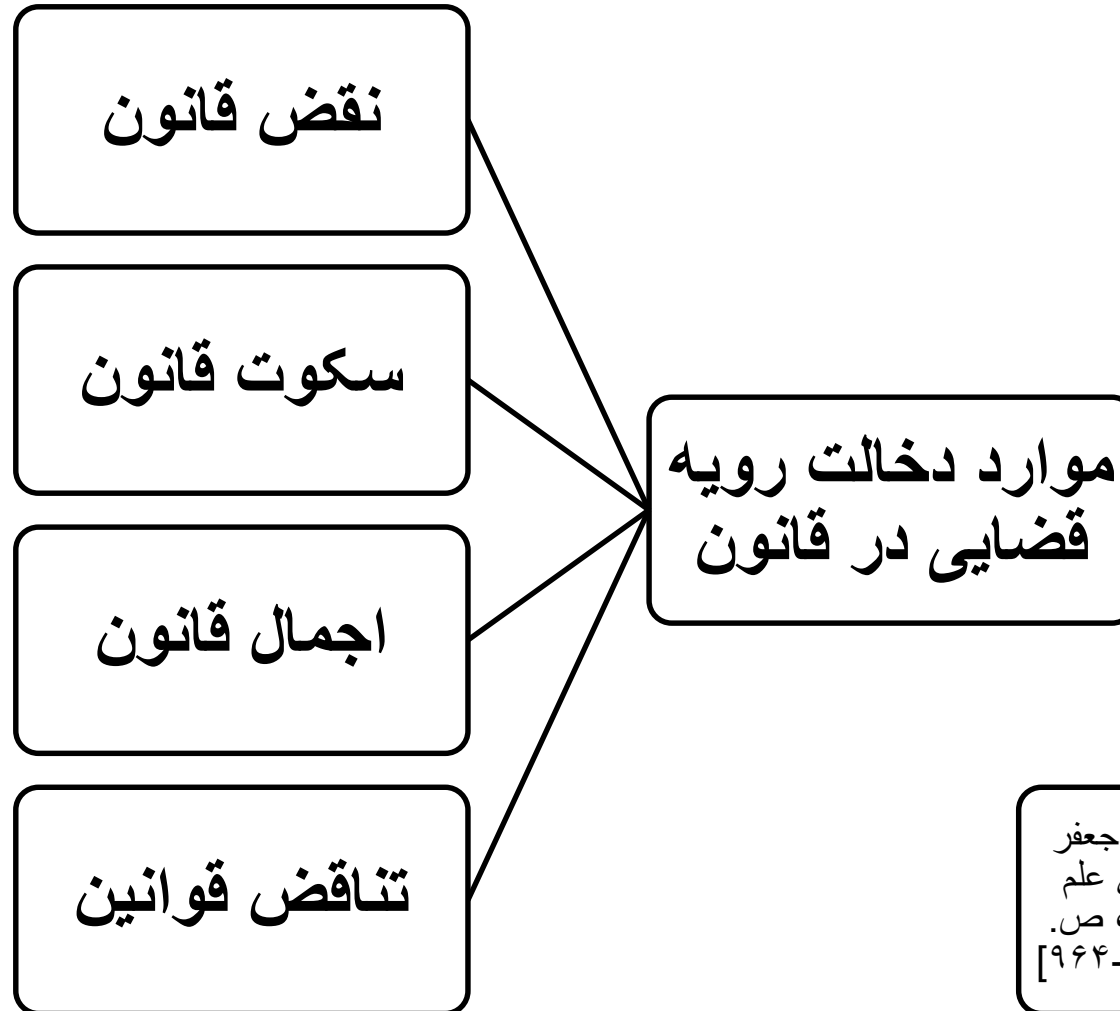 موارد دخالت رویه
قضایی در قانون
نقض قانون
سکوت قانون
اجمال قانون
تناقض قوانین
جعفر
علم
ص.
۹۶۴]